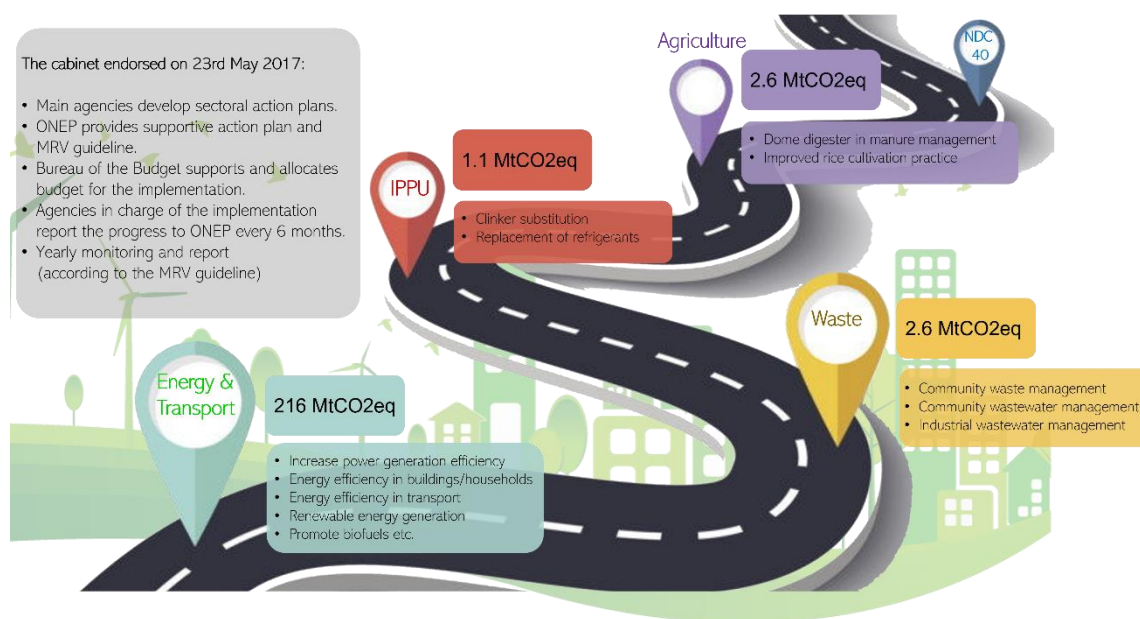 The cabinet endorsed on 23rd May 2017:
• Main agencies develop sectoral action plans.
• ONEP provides supportive action plan and
MRV guideline.
• Bureau of the Budget supports and allocates
budget for the implementation.
• Agencies in charge of the implementation
report the progress to ONEP every 6 months.
• Yearly monitoring and report
(according to the MRV guideline)
Energy &
Transport
216 MtCO2eq
• Increase power generation efficiency
• Energy efficiency in buildings/households
• Energy efficiency in transport
• Renewable energy generation
• Promote biofuels etc.
IPPU
1.1 MtCO2eq
• Clinker substitution
• Replacement of refrigerants
Agriculture
2.6 MtCO2eq
• Dome digester in manure management
• Improved rice cultivation practice
NDC
40
Waste
2.6 MtCO2eq
• Community waste management
• Community wastewater management
• Industrial wastewater management